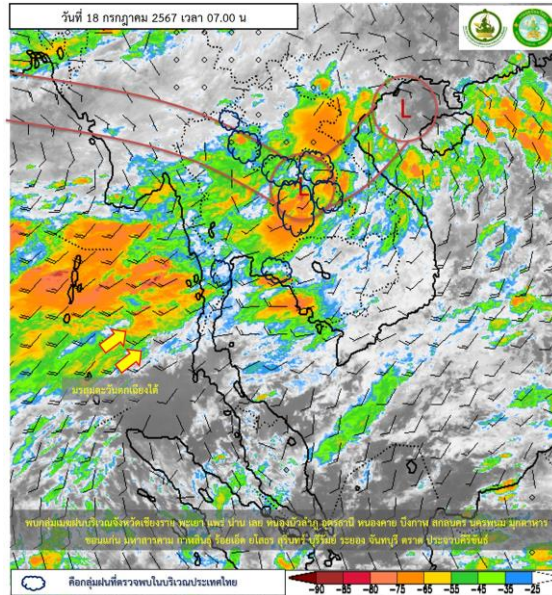 วันที่ 18 กรกฎาคม 2567 เวลา 07.00 น
L
มรสุมตะวันตกเฉียงใต้
พบกลุ่มเมฆฝนบริเวณจังหวัดเชียงราย พะเยา แพร่ น่าน เลย หนองบัวลำภู อุดรธานี หนองคาย บึงกาฬ สกลนคร นครพนม มุกดาหาร
ขอนแก่น มหาสารคาม กาฬสินธุ์ ร้อยเอ็ด ยโสธร สุรินทร์ บุรีรัมย์ ระยอง จันทบุรี ตราด ประจวบคีรีขันธ์
คือกลุ่มฝนที่ตรวจพบในบริเวณประเทศไทย
-90 -85 -80 -75 -65 -55 -45 -35 -25